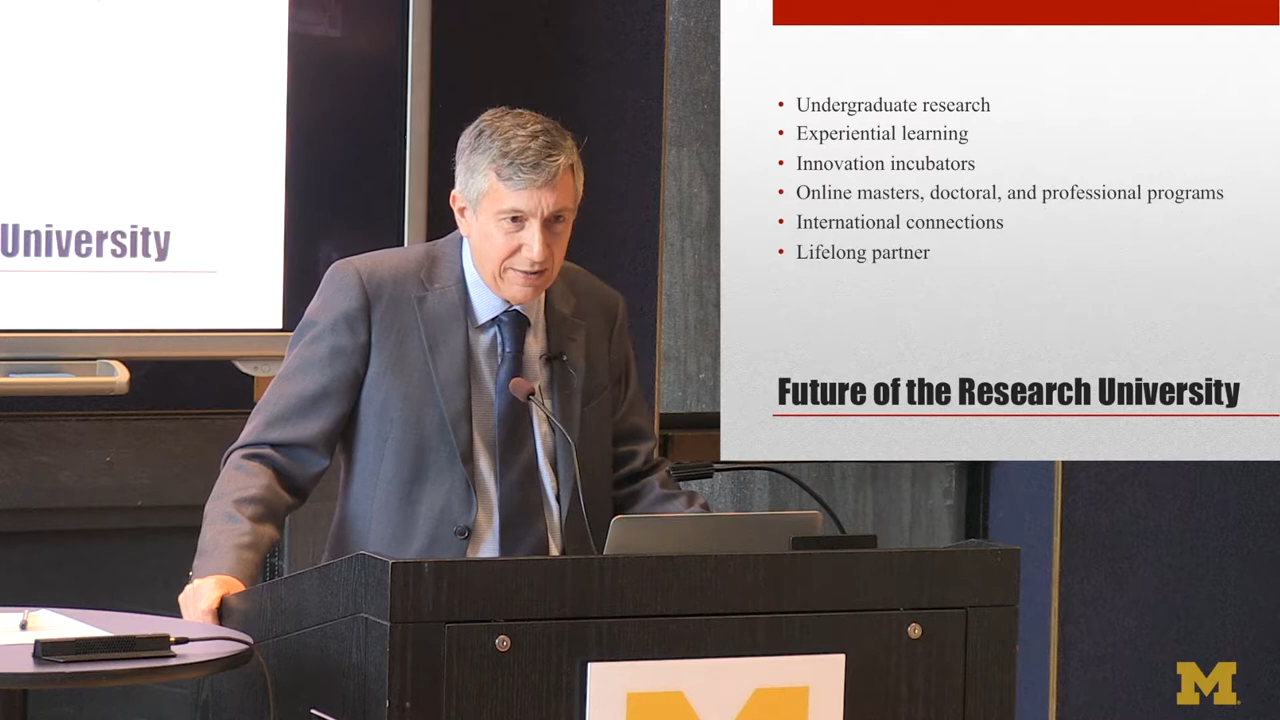 University
• Undergraduate research
• Experiential learning
• Innovation incubators
• Online masters, doctoral, and professional programs
• International connections
• Lifelong partner
Future of the Research University
M
M